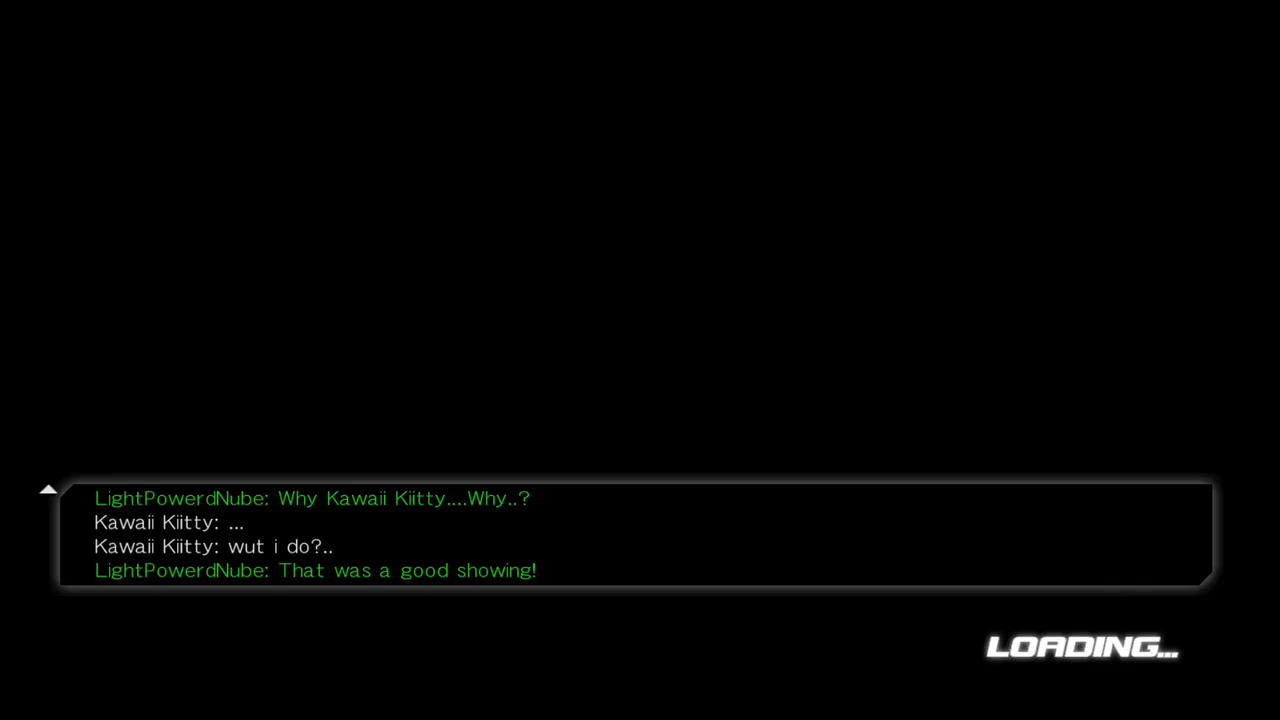 LightPowerdNube: Why Kawaii Kiitty....Why..?
Kawaii Kiitty: ...
Kawaii Kiitty: wut i do?..
LightPowerdNube: That was a good showing!
LOADING...